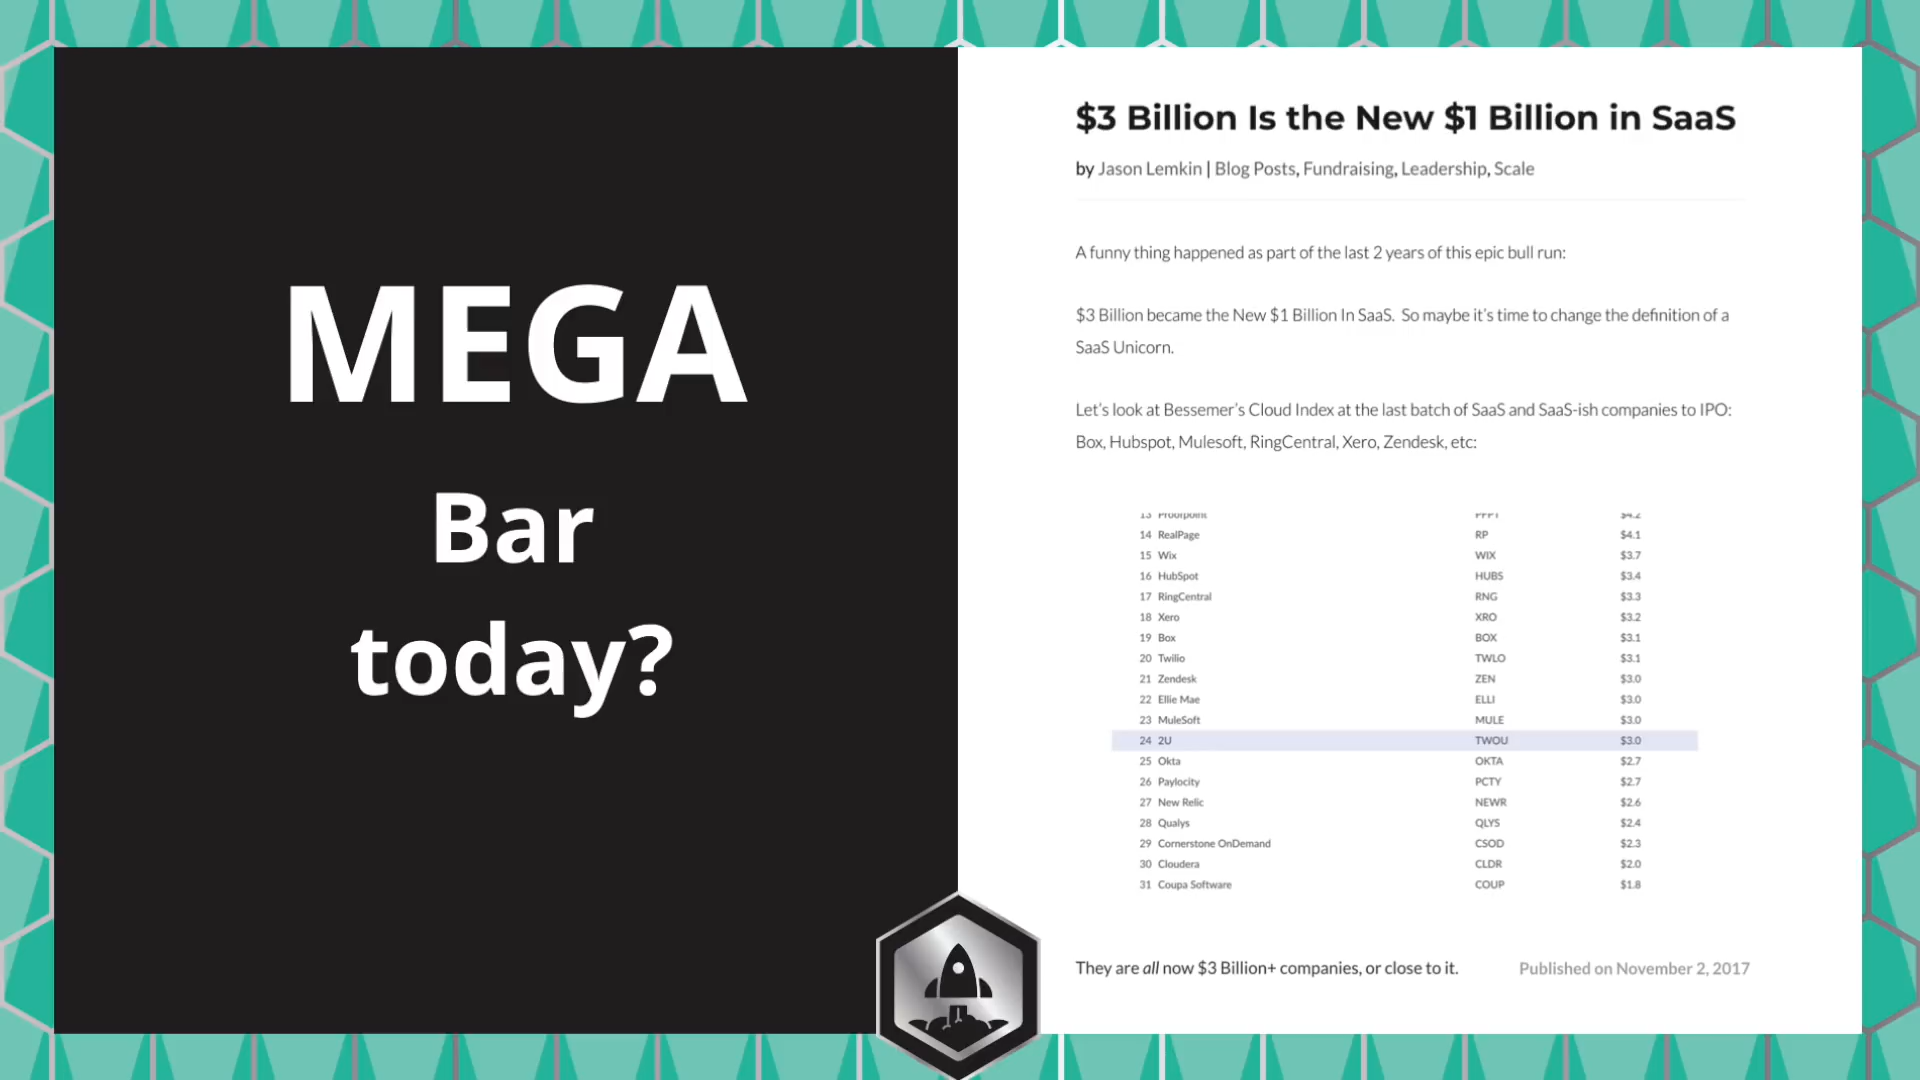 MEGA
Bar
today?
$3 Billion Is the New $1 Billion in SaaS
by Jason Lemkin | Blog Posts, Fundraising, Leadership, Scale
A funny thing happened as part of the last 2 years of this epic bull run:
$3 Billion became the New $1 Billion In SaaS. So maybe it's time to change the definition of a
SaaS Unicorn.
Let's look at Bessemer's Cloud Index at the last batch of SaaS and SaaS-ish companies to IPO:
Box, Hubspot, Mulesoft, RingCentral, Xero, Zendesk, etc:
13 Proofpoint PFPT $4.2
14 RealPage RP $4.1
15 Wix WIX $3.7
16 HubSpot HUBS $3.4
17 RingCentral RNG $3.3
18 Xero XRO $3.2
19 Box BOX $3.1
20 Twilio TWLO $3.1
21 Zendesk ZEN $3.0
22 Ellie Mae ELLI $3.0
23 MuleSoft MULE $3.0
24 2U TWOU $3.0
25 Okta OKTA $2.7
26 Paylocity PCTY $2.7
27 New Relic NEWR $2.6
28 Qualys QLYS $2.4
29 Cornerstone OnDemand CSOD $2.3
30 Cloudera CLDR $2.0
31 Coupa Software COUP $1.8
They are all now $3 Billion+ companies, or close to it. Published on November 2, 2017